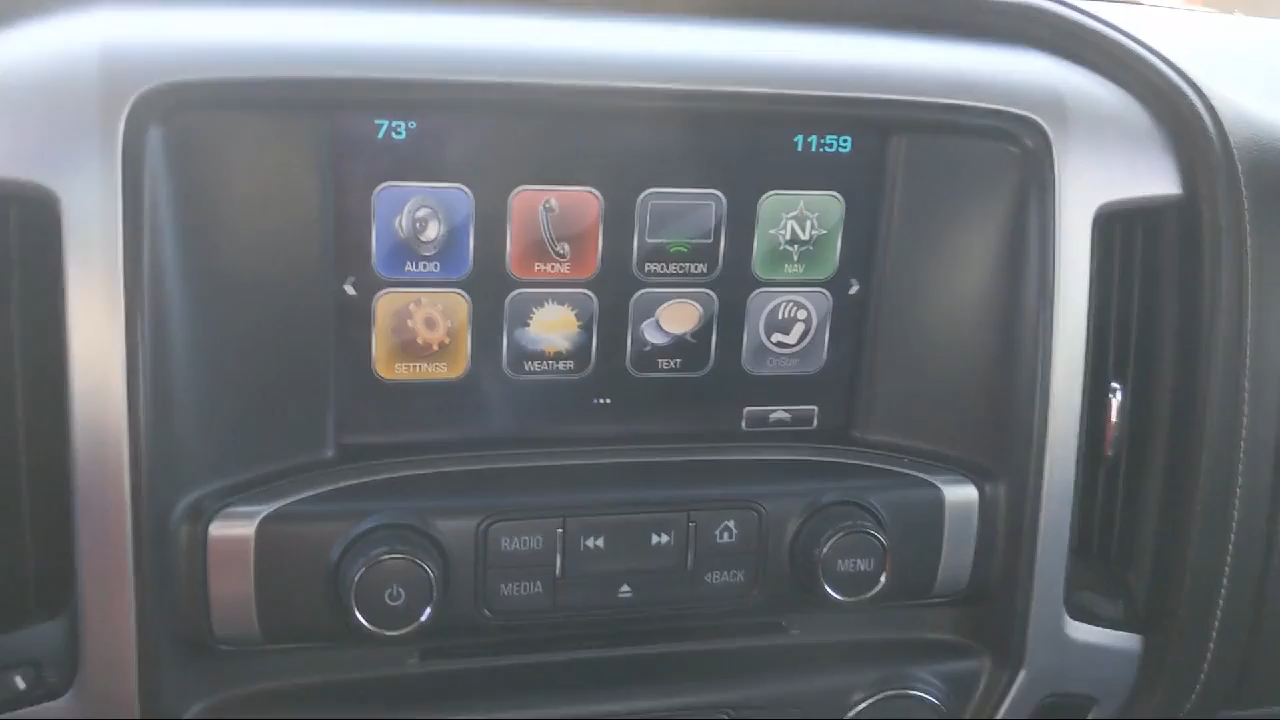 73°
11:59
AUDIO
PHONE
PROJECTION
N
NAV
SETTINGS
WEATHER
TEXT
OnStar
RADIO
MEDIA
BACK
MENU